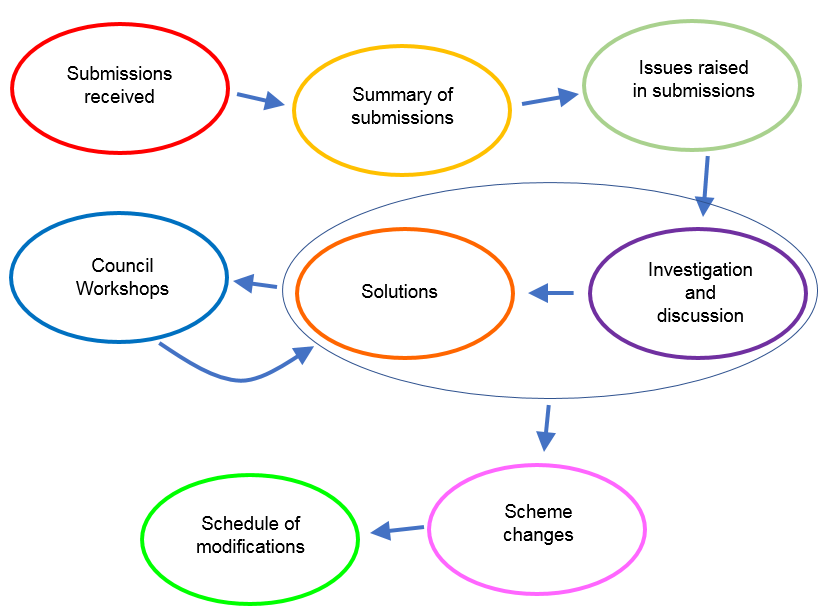 Submissions
received
Summary of
submissions
Issues raised
in submissions
Council
Workshops
Solutions
Investigation
and
discussion
Schedule of
modifications
Scheme
changes